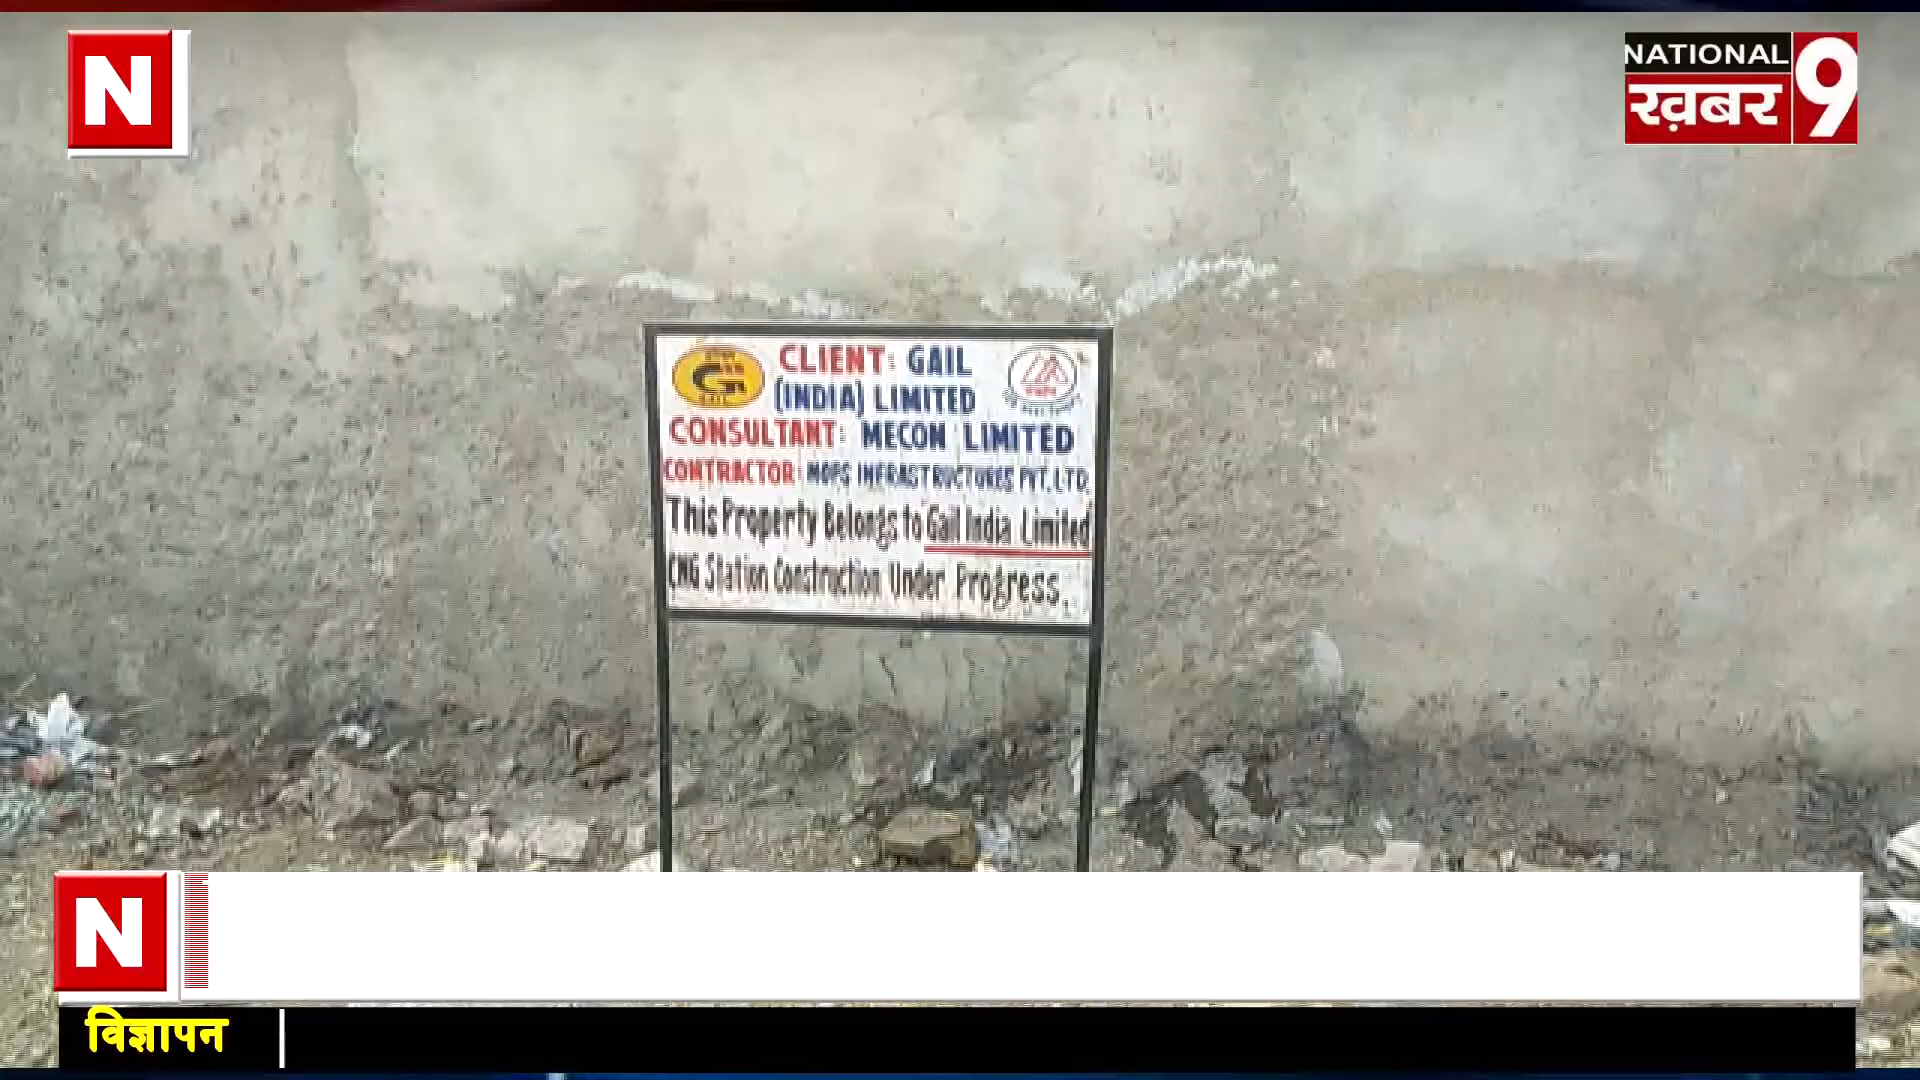 N
NATIONAL
ख़बर
9
CLIENT: GAIL
(INDIA) LIMITED
CONSULTANT: MECON LIMITED
CONTRACTOR: INFRASTRUCTURES PVT. LTD.
This Property Belongs to Gail India Limited
CNG Station Construction Under Progress.
N
विज्ञापन